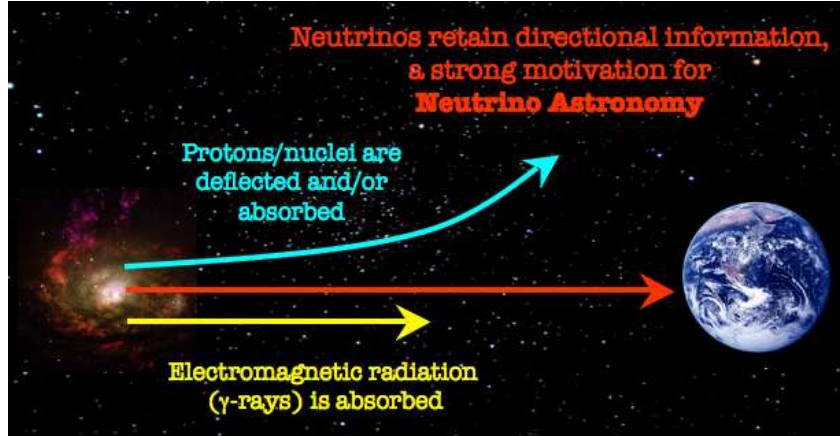 Neutrinos retain directional information,
a strong motivation for
Neutrino Astronomy
Protons/nuclei are
deflected and/or
absorbed
Electromagnetic radiation
(γ-rays) is absorbed